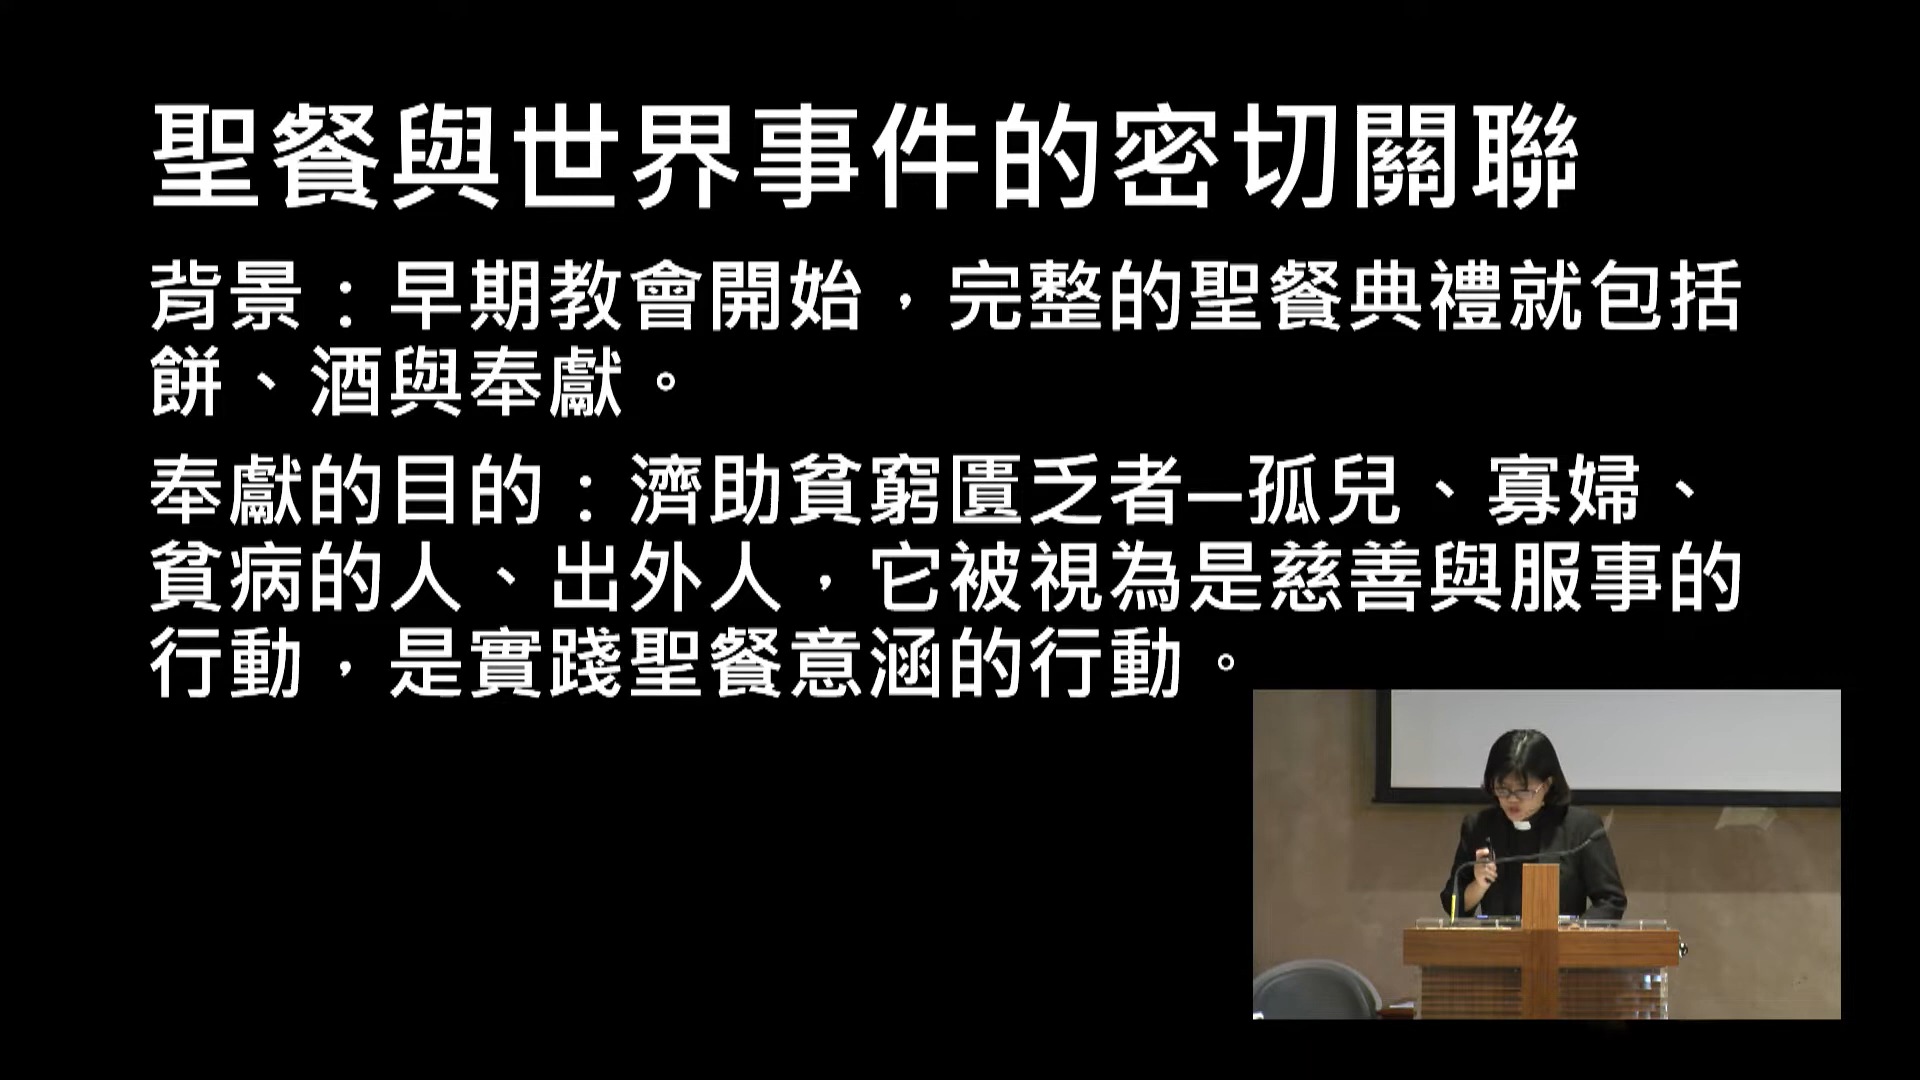 聖餐與世界事件的密切關聯
背景：早期教會開始，完整的聖餐典禮就包括
餅、酒與奉獻。
奉獻的目的：濟助貧窮匱乏者—孤兒、寡婦、
貧病的人、出外人，它被視為是慈善與服事的
行動，是實踐聖餐意涵的行動。